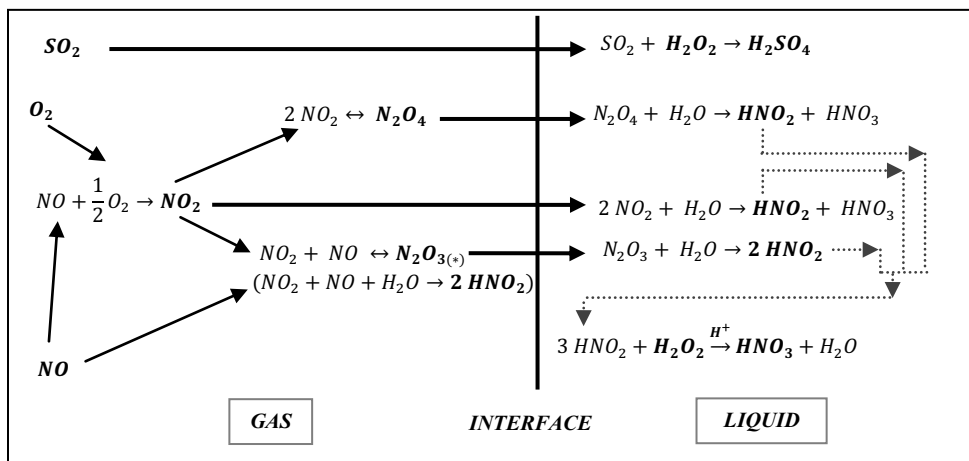 SO₂
SO₂ + H₂O₂ → H₂SO₄
O₂
2 NO₂ ↔ N₂O₄
N₂O₄ + H₂O → HNO₂ + HNO₃
NO + 1/2 O₂ → NO₂
2 NO₂ + H₂O → HNO₂ + HNO₃
NO₂ + NO ↔ N₂O₃(*)
N₂O₃ + H₂O → 2 HNO₂
(NO₂ + NO + H₂O → 2 HNO₂)
3 HNO₂ + H₂O₂ →(H⁺) HNO₃ + H₂O
NO
GAS
INTERFACE
LIQUID